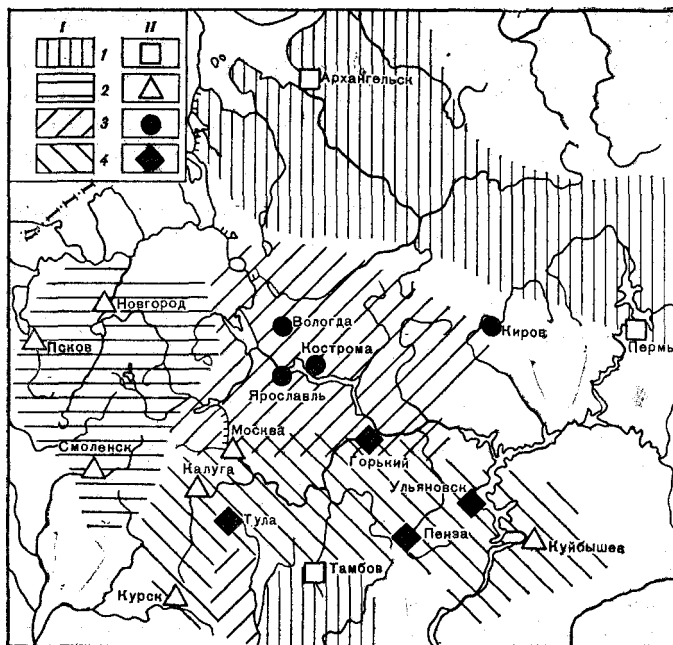 I II
1
2
3
4
Архангельск
Новгород
Псков
Вологда
Кострома
Ярославль
Киров
Пермь
Москва
Смоленск
Калуга
Горький
Ульяновск
Тула
Пенза
Куйбышев
Тамбов
Курск